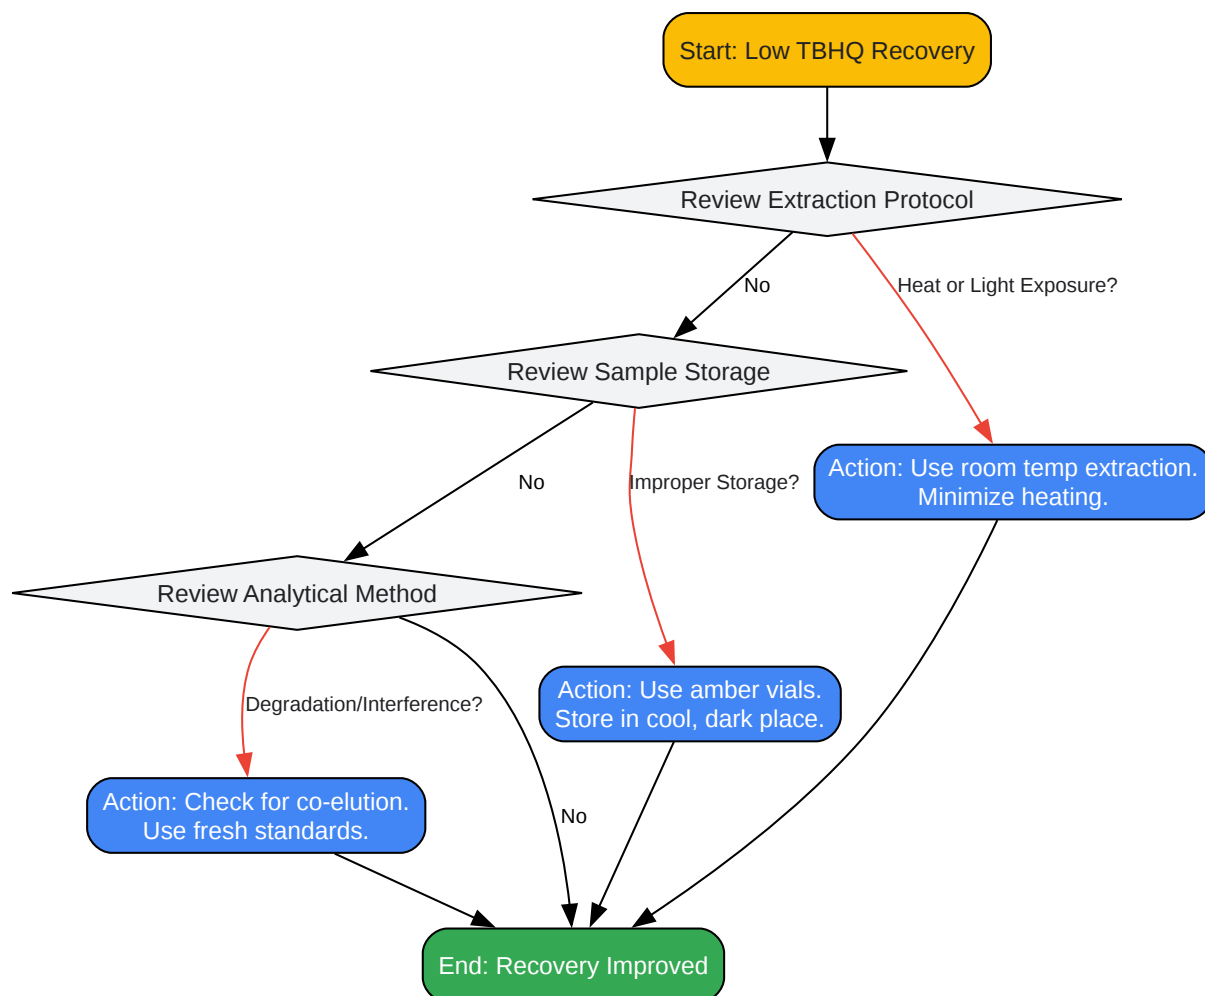 Start: Low TBHQ Recovery
Review Extraction Protocol
No
Heat or Light Exposure?
Review Sample Storage
No
Improper Storage?
Action: Use room temp extraction.
Minimize heating.
Review Analytical Method
Degradation/Interference?
Action: Use amber vials.
Store in cool, dark place.
Action: Check for co-elution.
Use fresh standards.
No
End: Recovery Improved